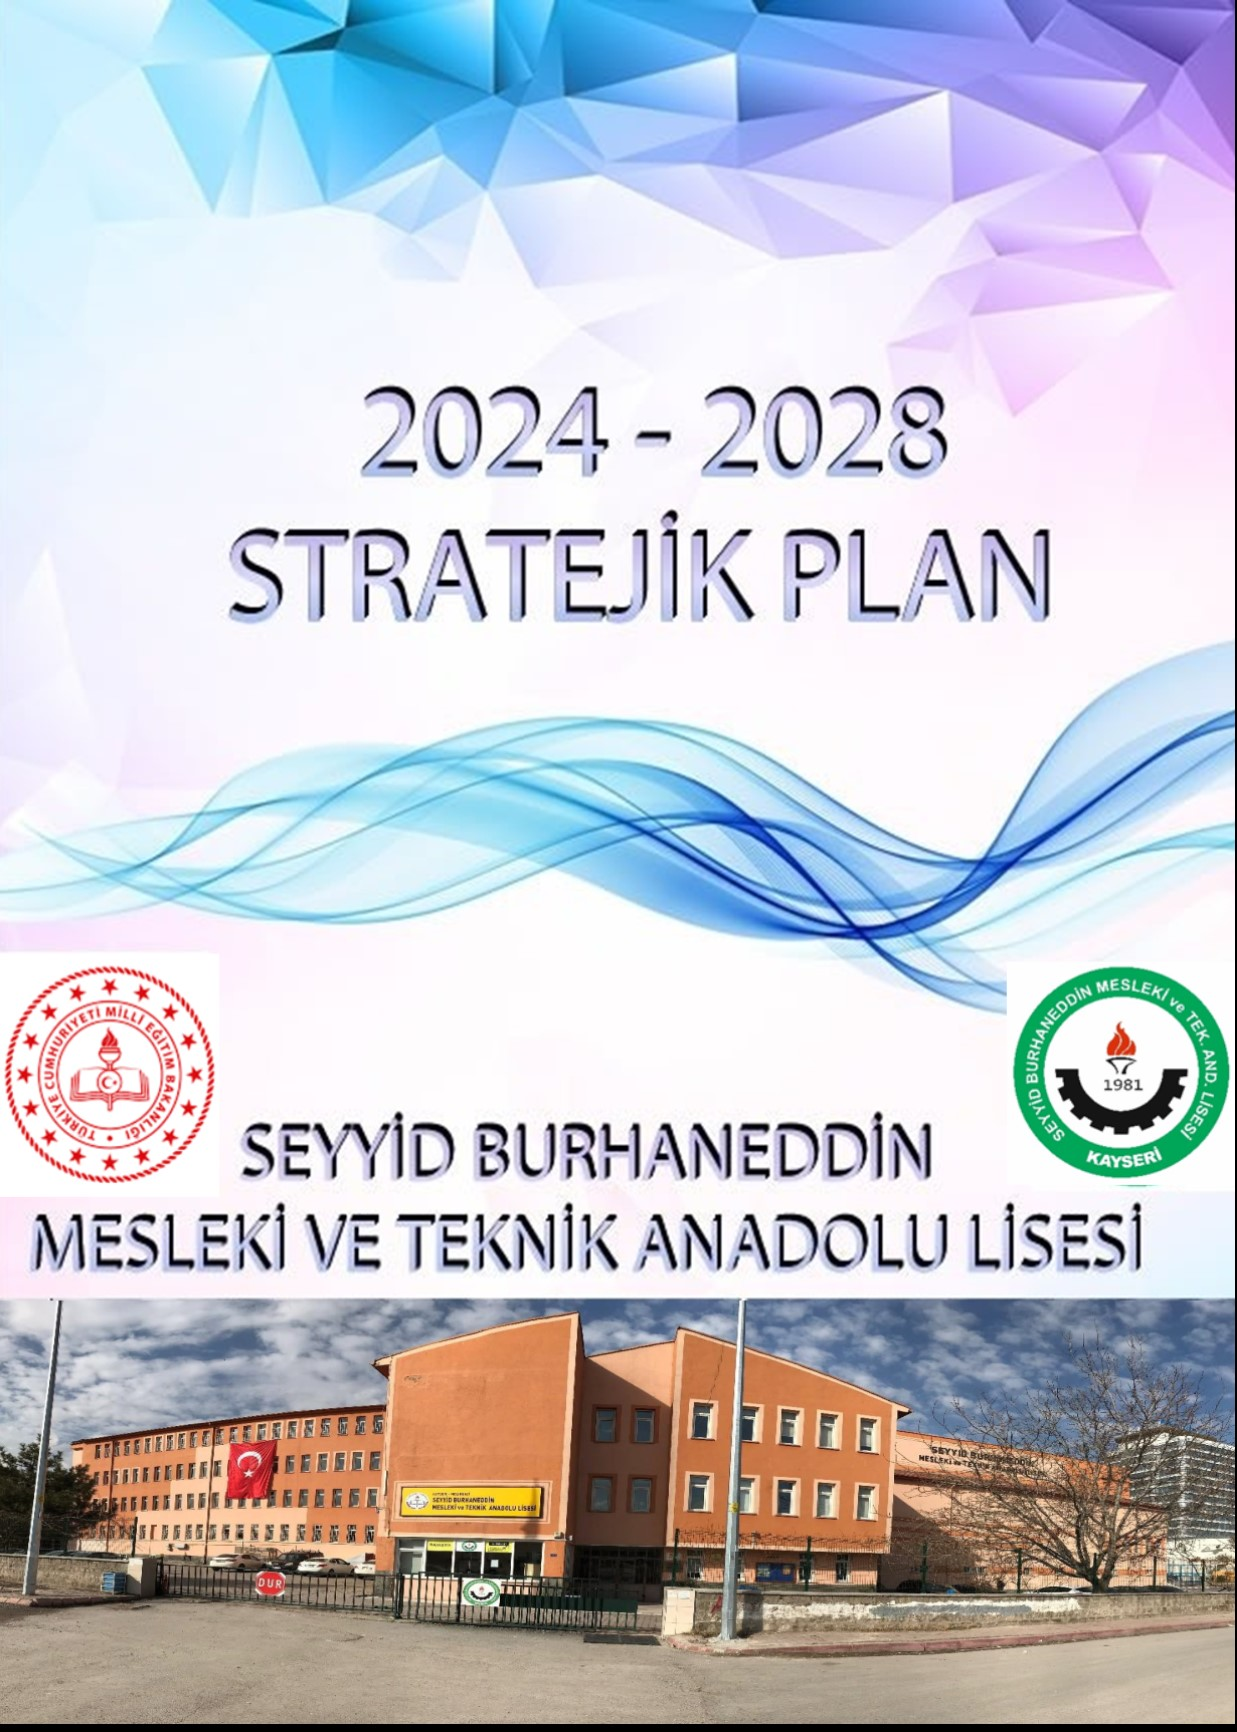 2024 - 2028
STRATEJİK PLAN
TÜRKİYE CUMHURİYETİ MİLLİ EĞİTİM BAKANLIĞI
SEYYİD BURHANEDDİN MESLEKİ ve TEK. AND. LİSESİ
1981
KAYSERİ
SEYYİD BURHANEDDİN
MESLEKİ VE TEKNİK ANADOLU LİSESİ
SEYYİD BURHANEDDİN
MESLEKİ ve TEKNİK ANADOLU LİSESİ
SEYYİD BURHANEDDİN
DUR